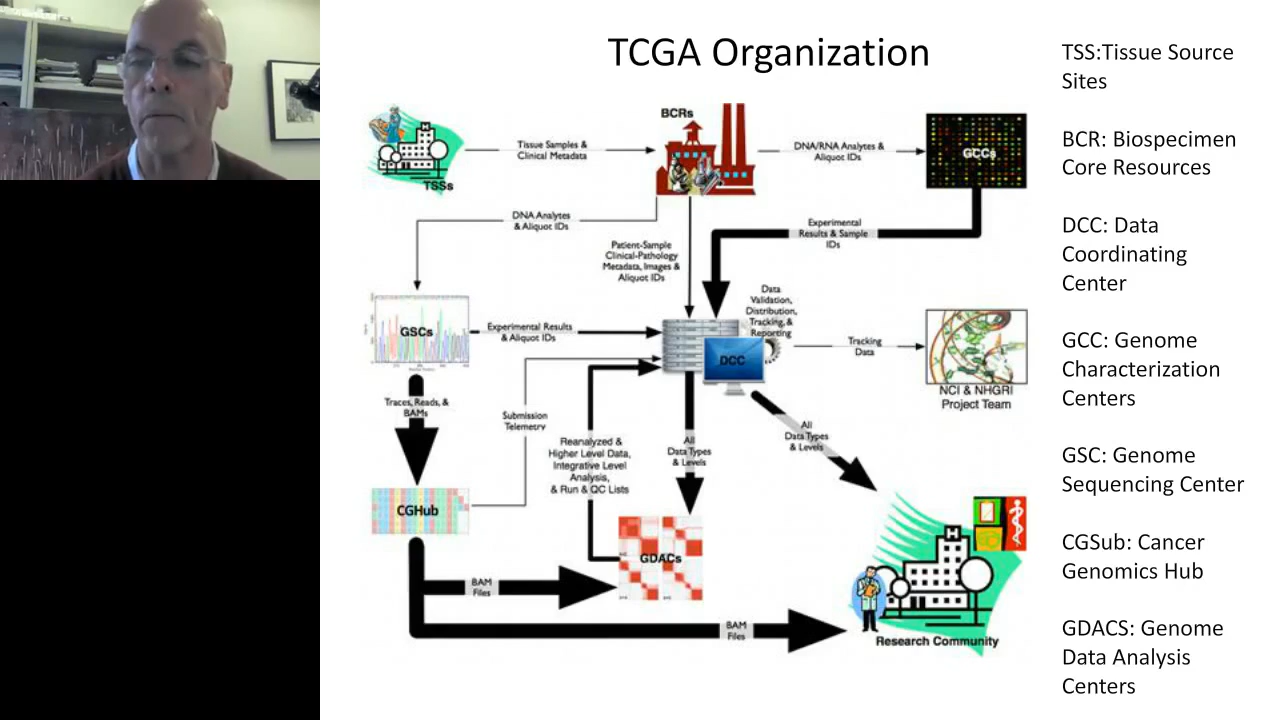 TCGA Organization
TSS:Tissue Source
Sites
BCR: Biospecimen
Core Resources
DCC: Data
Coordinating
Center
GCC: Genome
Characterization
Centers
GSC: Genome
Sequencing Center
CGSub: Cancer
Genomics Hub
GDACS: Genome
Data Analysis
Centers
TSSs
Tissue Samples &
Clinical Metadata
BCRs
DNA/RNA Analytes &
Aliquot IDs
GCCs
DNA Analytes
& Aliquot IDs
Patient-Sample
Clinical-Pathology
Metadata, Images &
Aliquot IDs
Experimental
Results & Sample
IDs
GSCs
Experimental Results
& Aliquot IDs
Data
Validation,
Distribution,
Tracking, &
Reporting
DCC
Tracking
Data
NCI & NHGRI
Project Team
Traces, Reads, &
BAMs
Submission
Telemetry
Reanalyzed &
Higher Level Data,
Integrative Level
Analysis,
& Run & QC Lists
All
Data Types
& Levels
All
Data Types
& Levels
CGHub
GDACs
BAM
Files
BAM
Files
Research Community